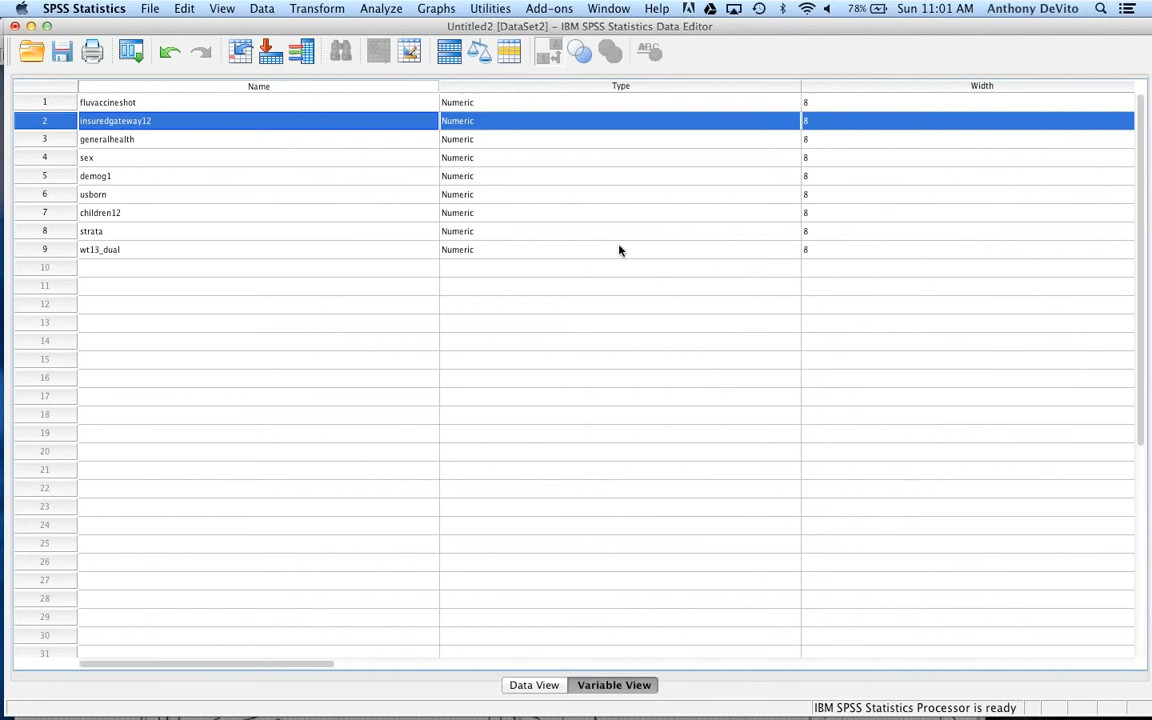 SPSS Statistics File Edit View Data Transform Analyze Graphs Utilities Add-ons Window Help 78% Sun 11:01 AM Anthony DeVito
Untitled2 [DataSet2] – IBM SPSS Statistics Data Editor
ABC
Name Type Width
1 fluvaccineshot Numeric 8
2 insuredgateway12 Numeric 8
3 generalhealth Numeric 8
4 sex Numeric 8
5 demog1 Numeric 8
6 usborn Numeric 8
7 children12 Numeric 8
8 strata Numeric 8
9 wt13_dual Numeric 8
10
11
12
13
14
15
16
17
18
19
20
21
22
23
24
25
26
27
28
29
30
31
Data View Variable View
IBM SPSS Statistics Processor is ready